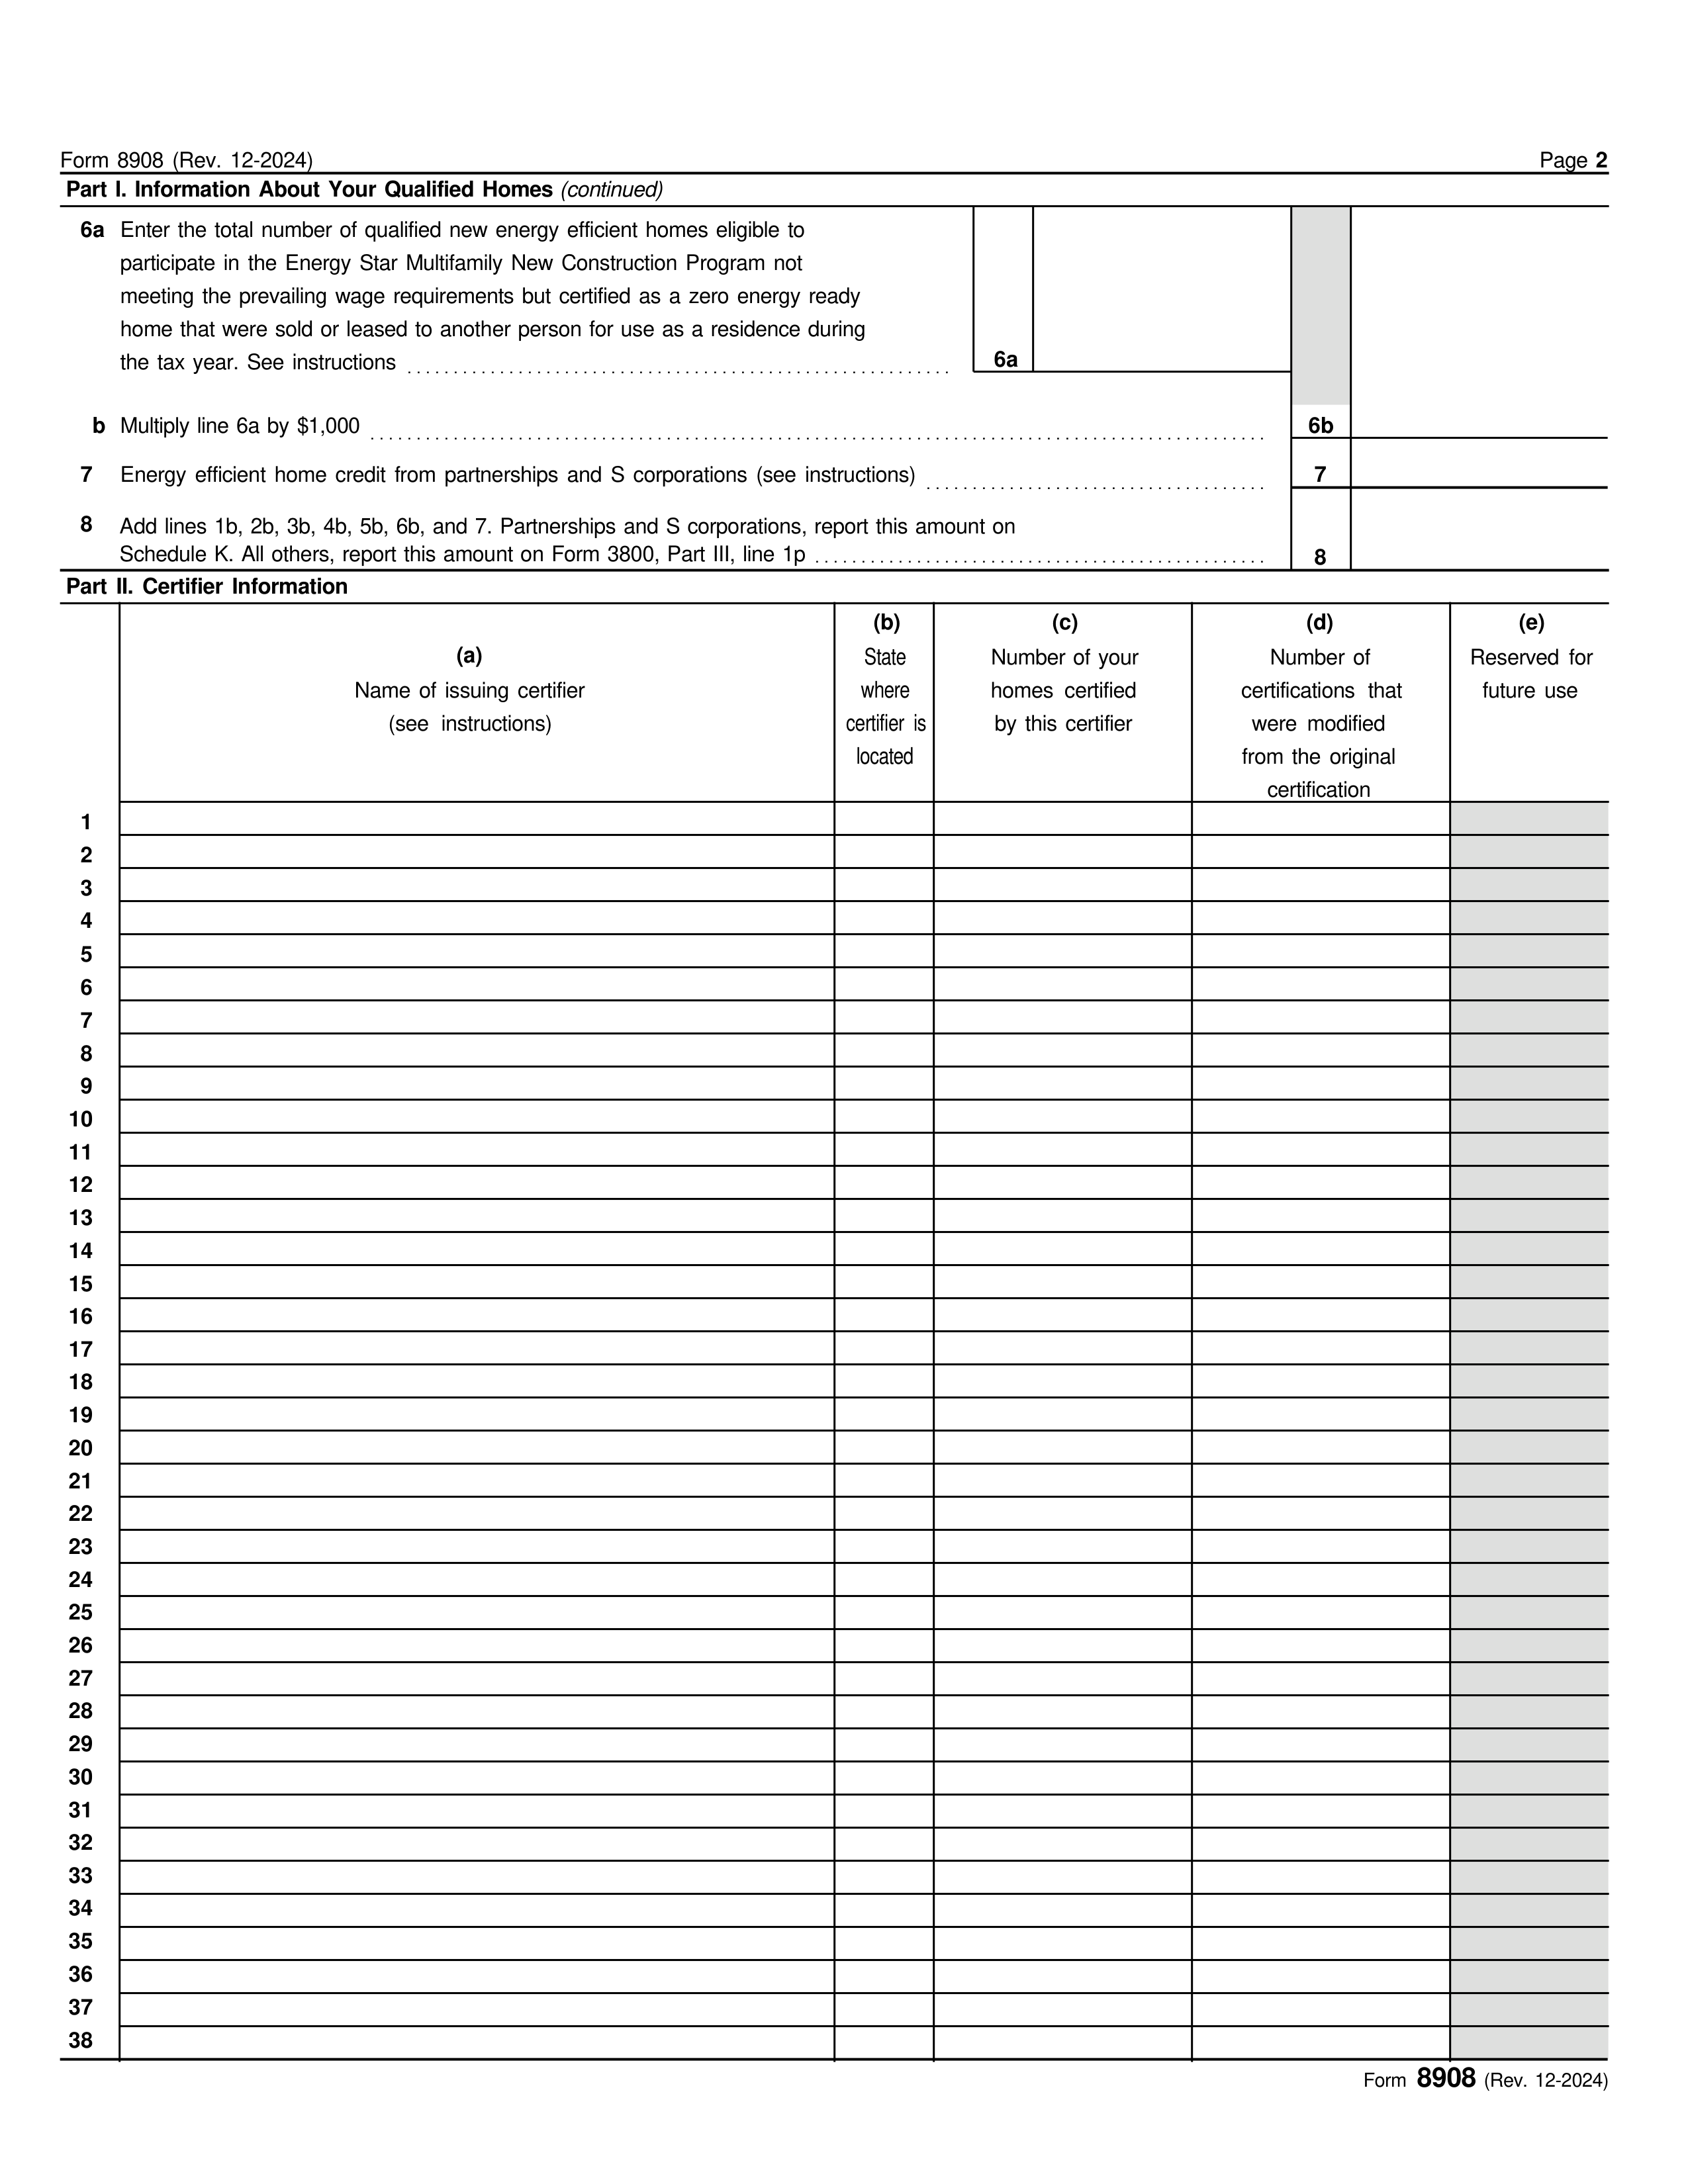 Form 8908 (Rev. 12-2024) Page 2
Part I. Information About Your Qualified Homes (continued)
6a Enter the total number of qualified new energy efficient homes eligible to
participate in the Energy Star Multifamily New Construction Program not
meeting the prevailing wage requirements but certified as a zero energy ready
home that were sold or leased to another person for use as a residence during
the tax year. See instructions 6a
b Multiply line 6a by $1,000 6b
7 Energy efficient home credit from partnerships and S corporations (see instructions) 7
8 Add lines 1b, 2b, 3b, 4b, 5b, 6b, and 7. Partnerships and S corporations, report this amount on
Schedule K. All others, report this amount on Form 3800, Part III, line 1p 8
Part II. Certifier Information
(a)
Name of issuing certifier
(see instructions)
(b)
State
where
certifier is
located
(c)
Number of your
homes certified
by this certifier
(d)
Number of
certifications that
were modified
from the original
certification
(e)
Reserved for
future use
1
2
3
4
5
6
7
8
9
10
11
12
13
14
15
16
17
18
19
20
21
22
23
24
25
26
27
28
29
30
31
32
33
34
35
36
37
38
Form 8908 (Rev. 12-2024)